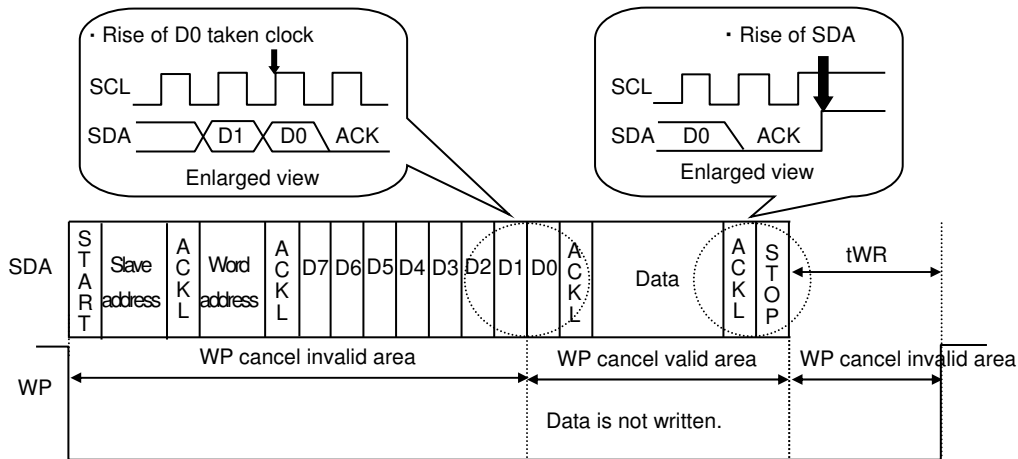 ・Rise of D0 taken clock
SCL
SDA D1 D0 ACK
Enlarged view
・Rise of SDA
SCL
SDA D0 ACK
Enlarged view
SDA START Slave address ACKL Word address ACKL D7 D6 D5 D4 D3 D2 D1 D0 ACKL Data ACKL STOP tWR
WP cancel invalid area WP cancel valid area WP cancel invalid area
WP
Data is not written.